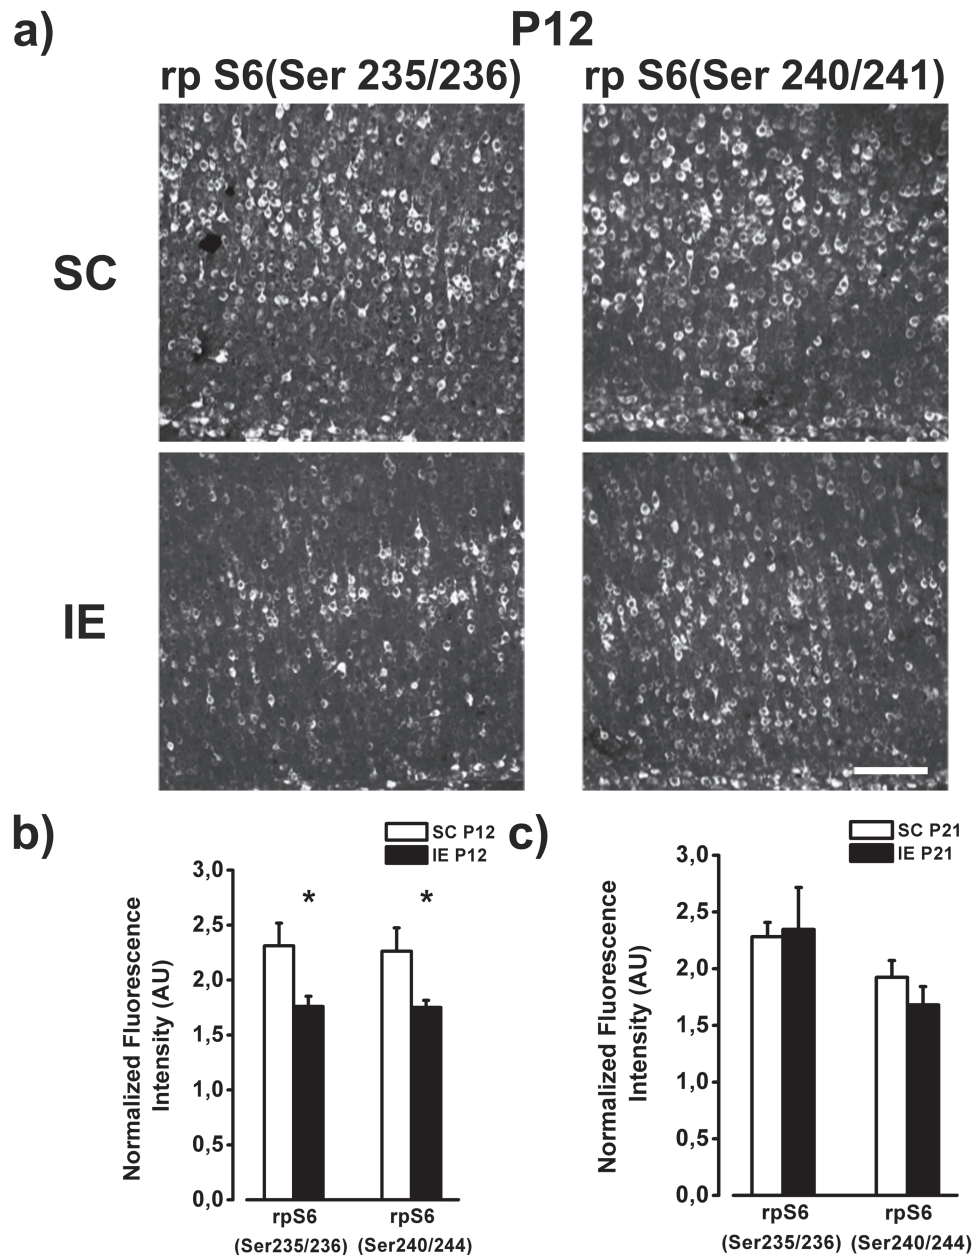 a)
P12
rp S6(Ser 235/236)
rp S6(Ser 240/241)
SC
IE
b)
SC P12
IE P12
3,0
2,5
2,0
1,5
1,0
0,5
0,0
Normalized Fluorescence
Intensity (AU)
*
*
rpS6
(Ser235/236)
rpS6
(Ser240/244)
c)
SC P21
IE P21
3,0
2,5
2,0
1,5
1,0
0,5
0,0
Normalized Fluorescence
Intensity (AU)
rpS6
(Ser235/236)
rpS6
(Ser240/244)